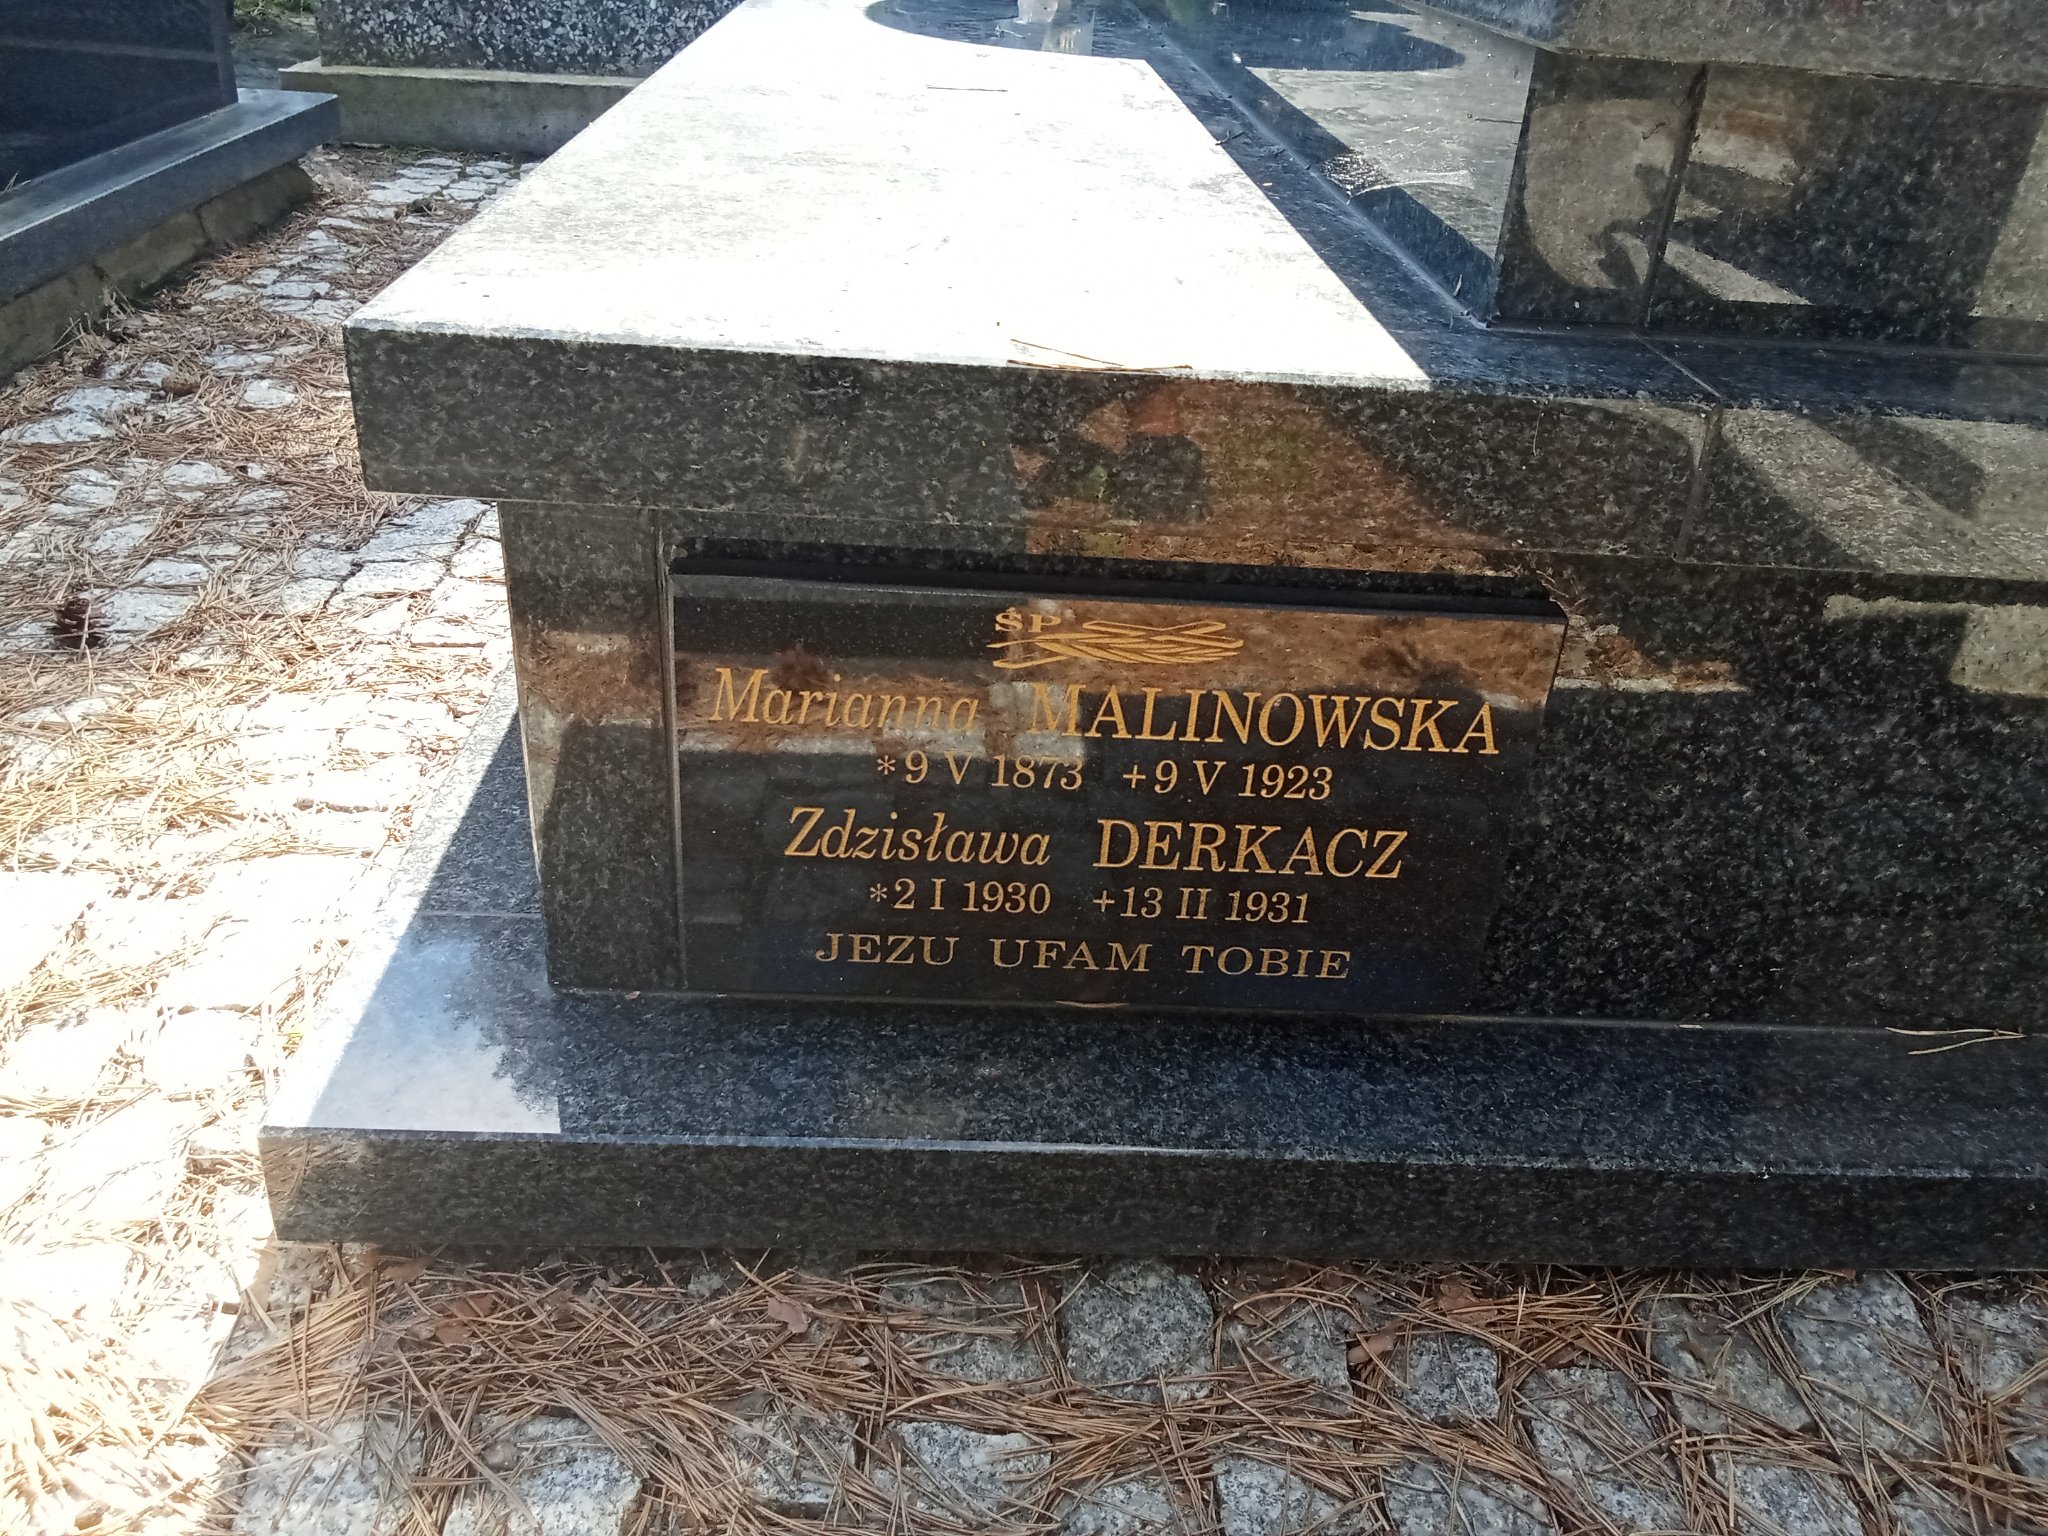 ŚP
Marianna MALINOWSKA
*9 V 1873 +9 V 1923
Zdzisława DERKACZ
*2 I 1930 +13 II 1931
JEZU UFAM TOBIE